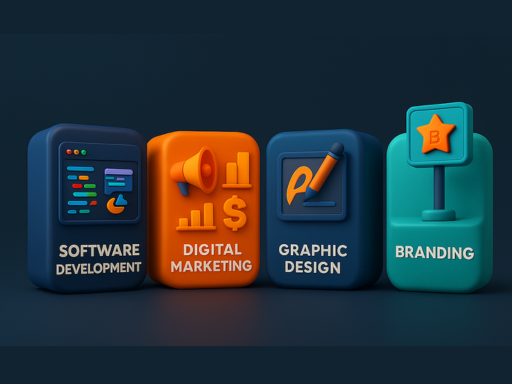 SOFTWARE
DEVELOPMENT
DIGITAL
MARKETING
$
GRAPHIC
DESIGN
B
BRANDING